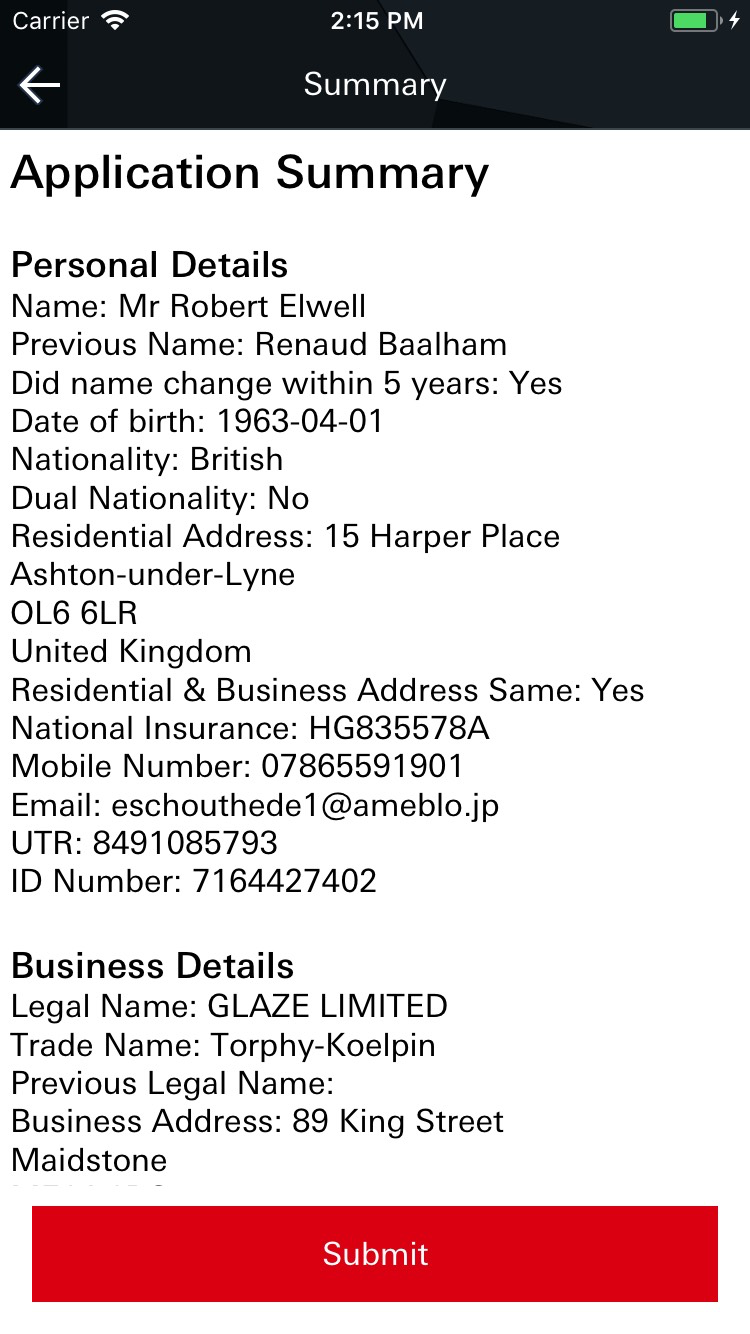 Carrier 2:15 PM
Summary
Application Summary
Personal Details
Name: Mr Robert Elwell
Previous Name: Renaud Baalham
Did name change within 5 years: Yes
Date of birth: 1963-04-01
Nationality: British
Dual Nationality: No
Residential Address: 15 Harper Place
Ashton-under-Lyne
OL6 6LR
United Kingdom
Residential & Business Address Same: Yes
National Insurance: HG835578A
Mobile Number: 07865591901
Email: eschouthede1@ameblo.jp
UTR: 8491085793
ID Number: 7164427402
Business Details
Legal Name: GLAZE LIMITED
Trade Name: Torphy-Koelpin
Previous Legal Name:
Business Address: 89 King Street
Maidstone
Submit